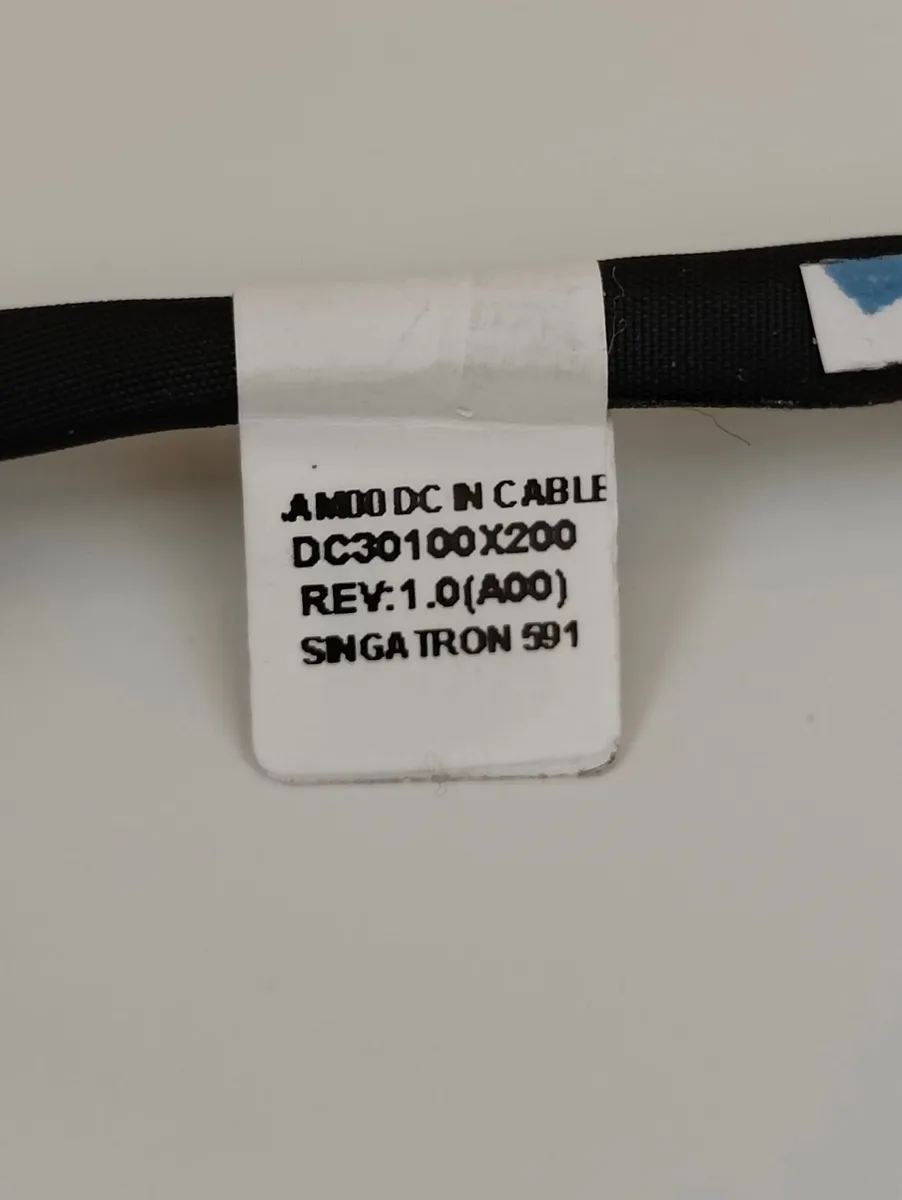 .AM00 DC IN CABLE
DC30100X200
REV:1.0(A00)
SINGATRON 591